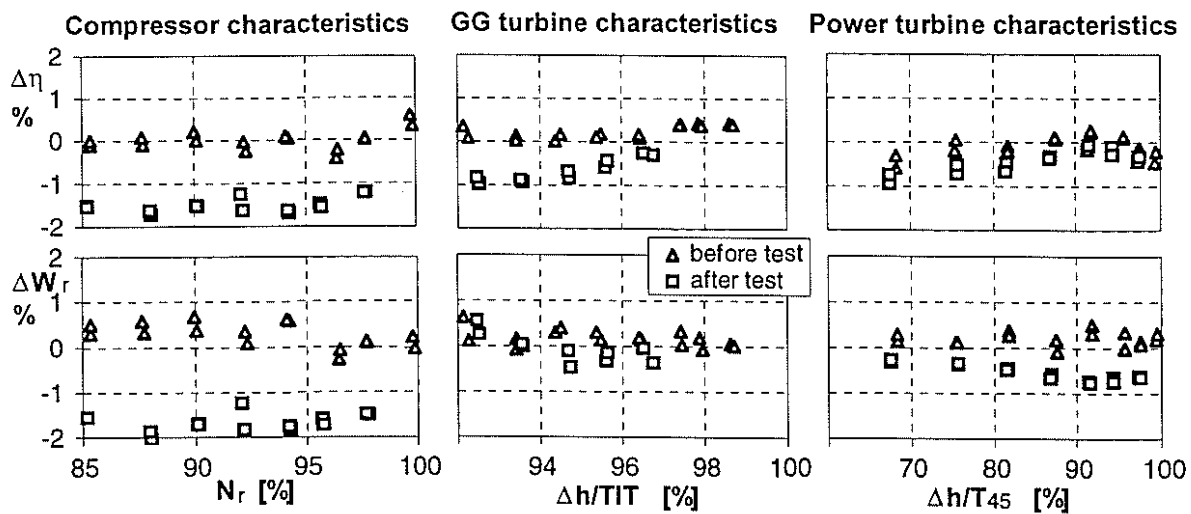 Compressor characteristics
GG turbine characteristics
Power turbine characteristics
2
Δη
%
1
0
-1
-2
before test
after test
2
ΔWr
%
1
0
-1
-2
85 90 95 100
94 96 98 100
70 80 90 100
Nr [%]
Δh/TIT [%]
Δh/T45 [%]